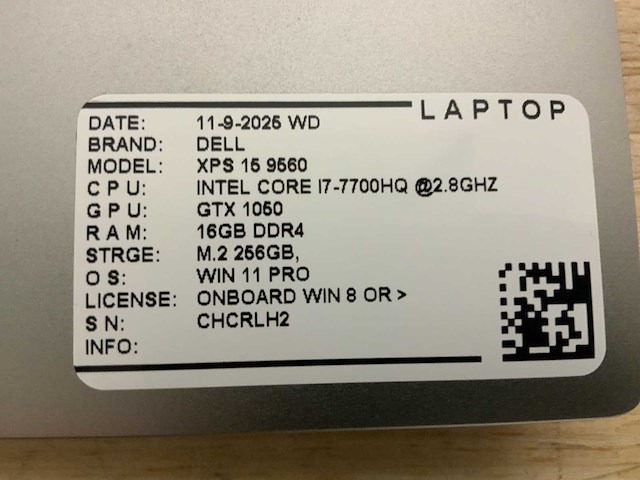 LAPTOP
DATE: 11-9-2025 WD
BRAND: DELL
MODEL: XPS 15 9560
CPU: INTEL CORE I7-7700HQ @2.8GHZ
GPU: GTX 1050
RAM: 16GB DDR4
STRGE: M.2 256GB,
OS: WIN 11 PRO
LICENSE: ONBOARD WIN 8 OR >
SN: CHCRLH2
INFO: